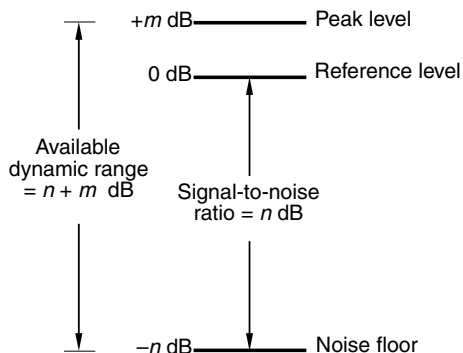 +m dB Peak level
0 dB Reference level
Available
dynamic range
= n + m dB
Signal-to-noise
ratio = n dB
–n dB Noise floor